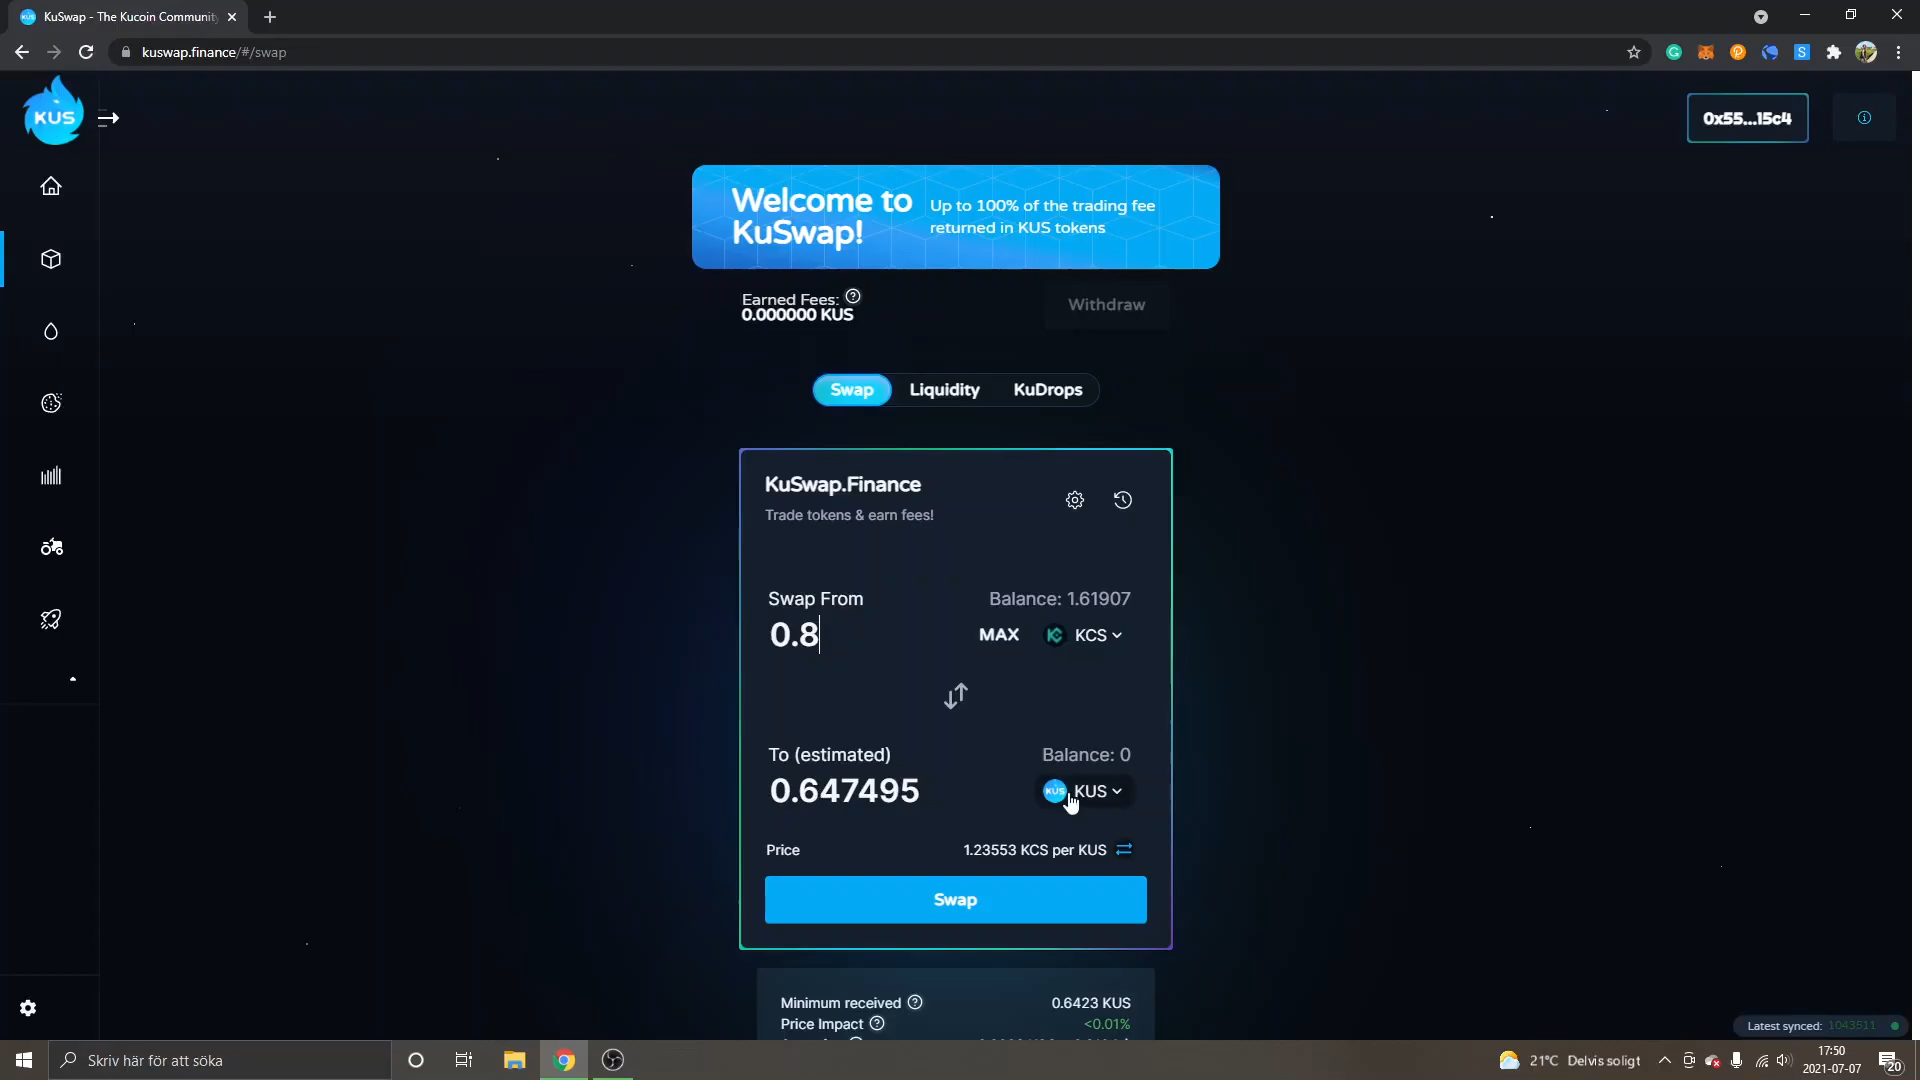 KuSwap - The Kucoin Community
kuswap.finance/#/swap
KUS
0x55...15c4
Welcome to
KuSwap!
Up to 100% of the trading fee
returned in KUS tokens
Earned Fees:
0.000000 KUS
Withdraw
Swap
Liquidity
KuDrops
KuSwap.Finance
Trade tokens & earn fees!
Swap From
Balance: 1.61907
0.8
MAX
KCS
To (estimated)
Balance: 0
0.647495
KUS
KUS
Price
1.23553 KCS per KUS
Swap
Minimum received
0.6423 KUS
Price Impact
<0.01%
Latest synced: 1043511
Skriv här för att söka
21°C Delvis soligt
17:50
2021-07-07
20